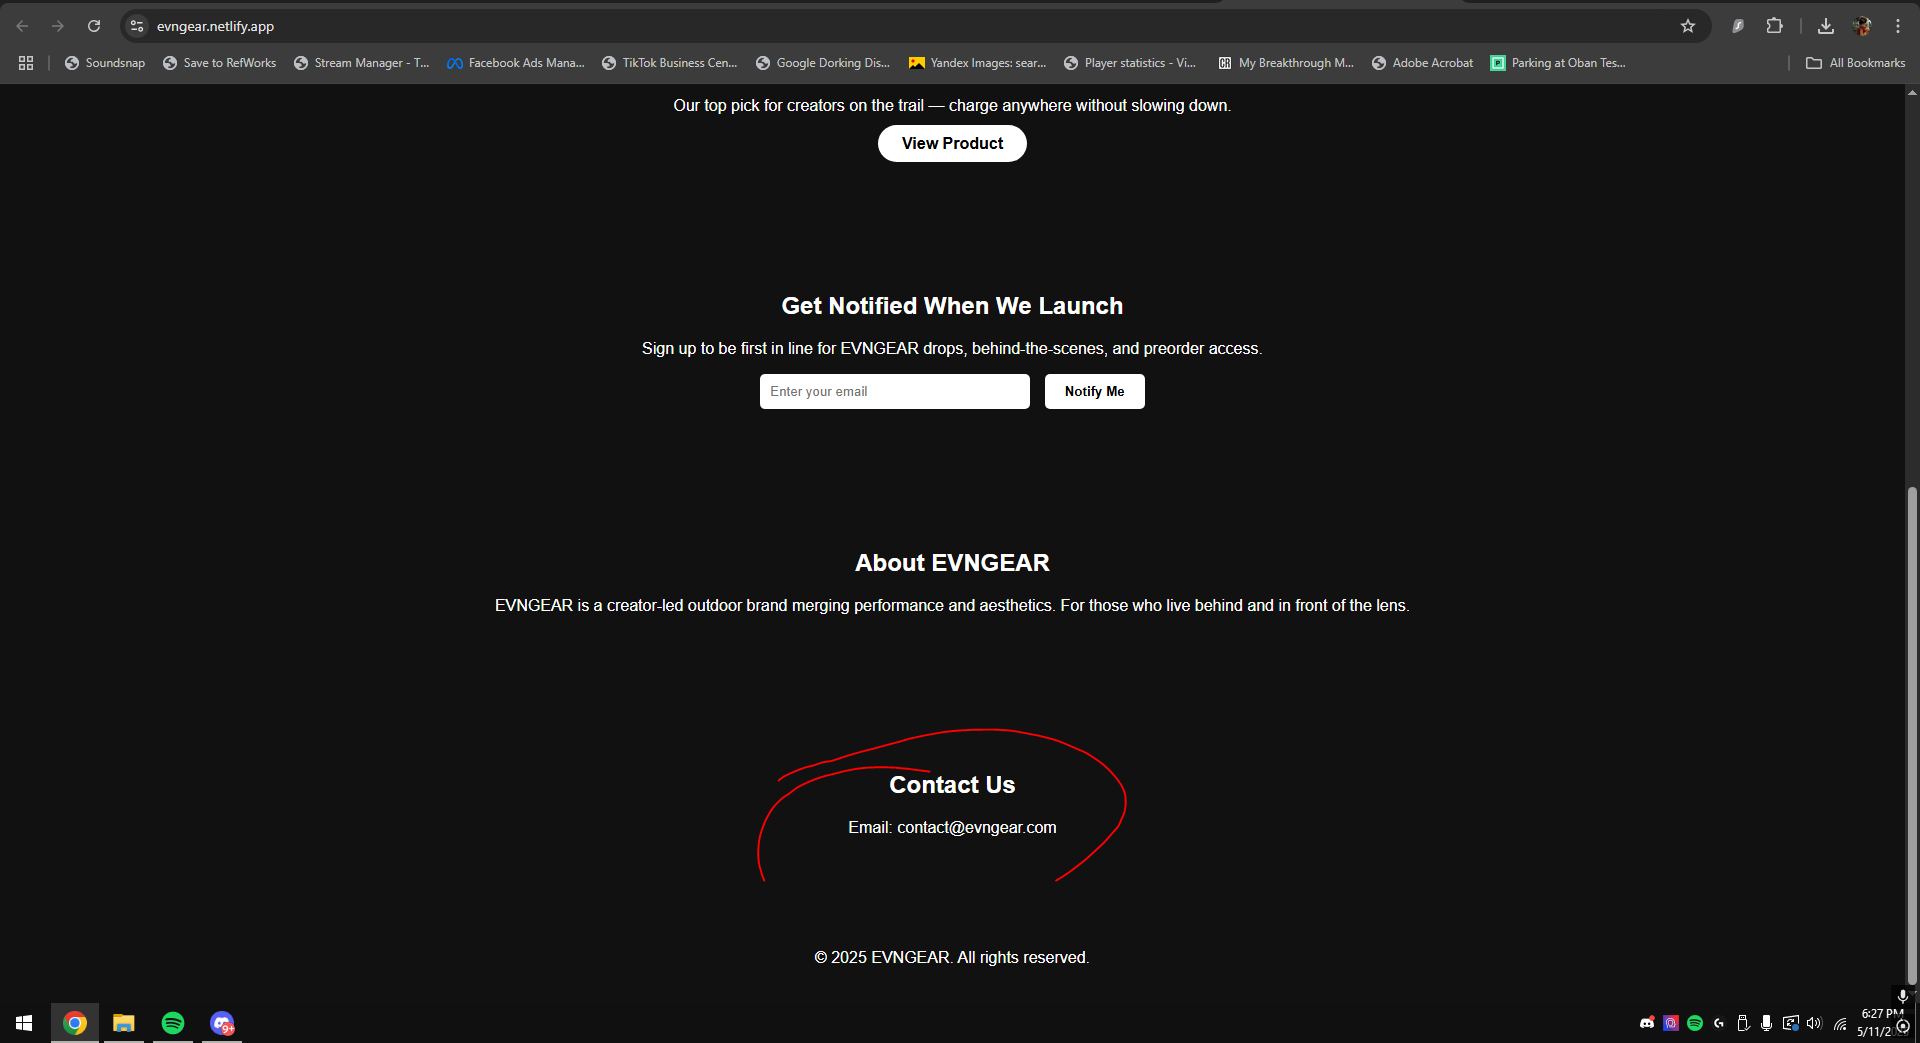 evngear.netlify.app
Soundsnap
Save to RefWorks
Stream Manager - T...
Facebook Ads Mana...
TikTok Business Cen...
Google Dorking Dis...
Yandex Images: sear...
Player statistics - Vi...
CR
My Breakthrough M...
Adobe Acrobat
P
Parking at Oban Tes...
All Bookmarks
Our top pick for creators on the trail — charge anywhere without slowing down.
View Product
Get Notified When We Launch
Sign up to be first in line for EVNGEAR drops, behind-the-scenes, and preorder access.
Enter your email
Notify Me
About EVNGEAR
EVNGEAR is a creator-led outdoor brand merging performance and aesthetics. For those who live behind and in front of the lens.
Contact Us
Email: contact@evngear.com
© 2025 EVNGEAR. All rights reserved.
9+
6:27 PM